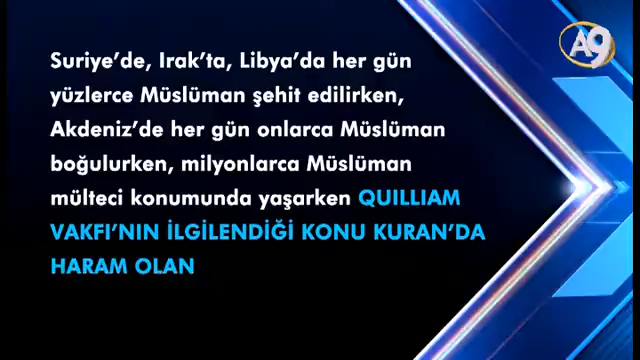 A9
Suriye’de, Irak’ta, Libya’da her gün
yüzlerce Müslüman şehit edilirken,
Akdeniz’de her gün onlarca Müslüman
boğulurken, milyonlarca Müslüman
mülteci konumunda yaşarken QUILLIAM
VAKFI’NIN İLGİLENDİĞİ KONU KURAN’DA
HARAM OLAN